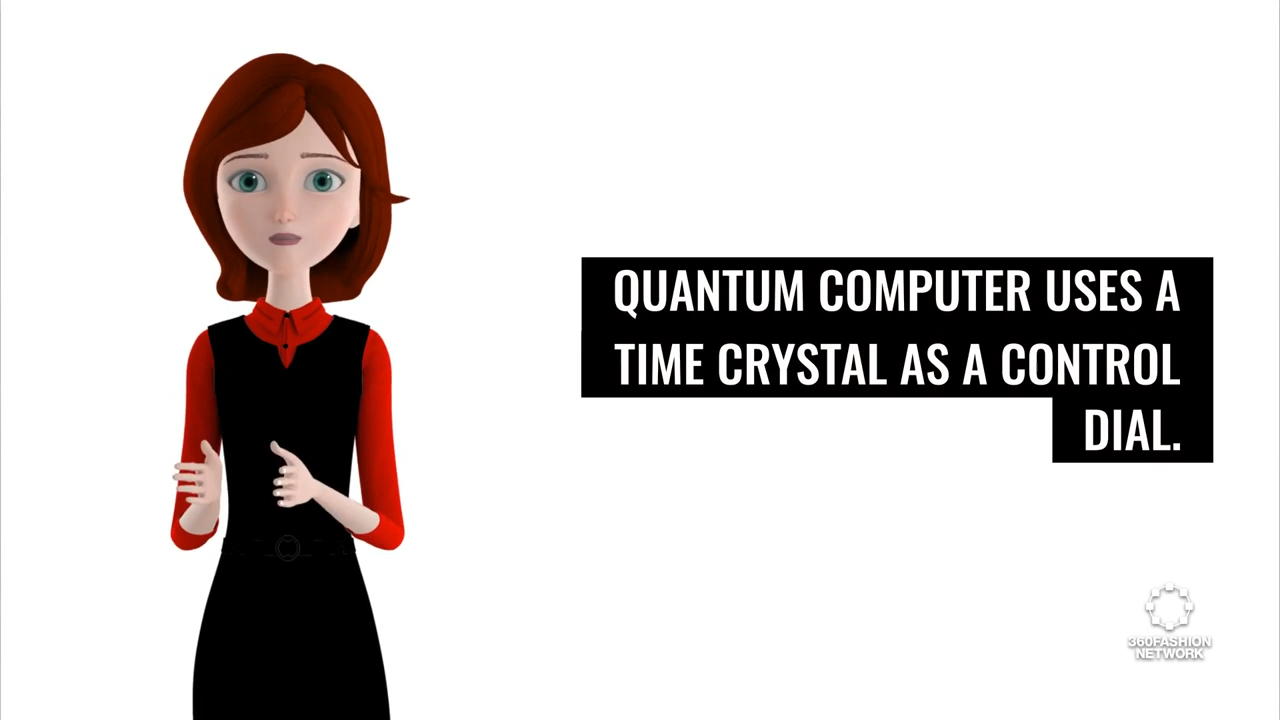 QUANTUM COMPUTER USES A
TIME CRYSTAL AS A CONTROL
DIAL.
360FASHION
NETWORK